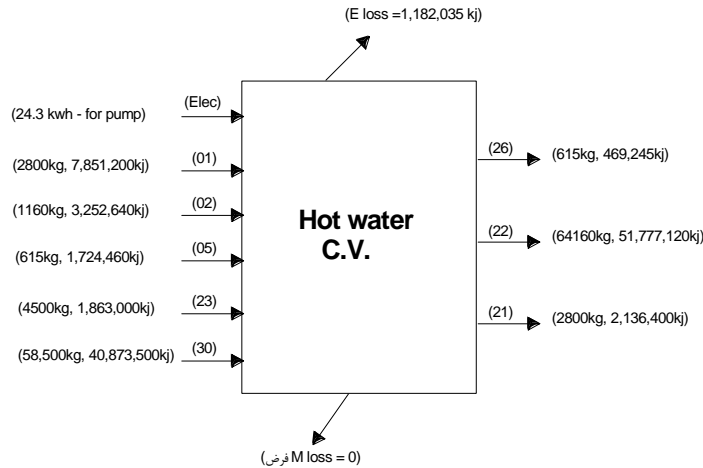 (E loss =1,182,035 kj)
(24.3 kwh - for pump)
(Elec)
(2800kg, 7,851,200kj)
(01)
(26)
(615kg, 469,245kj)
(1160kg, 3,252,640kj)
(02)
Hot water
C.V.
(615kg, 1,724,460kj)
(05)
(22)
(64160kg, 51,777,120kj)
(4500kg, 1,863,000kj)
(23)
(21)
(2800kg, 2,136,400kj)
(58,500kg, 40,873,500kj)
(30)
(فرض M loss = 0)